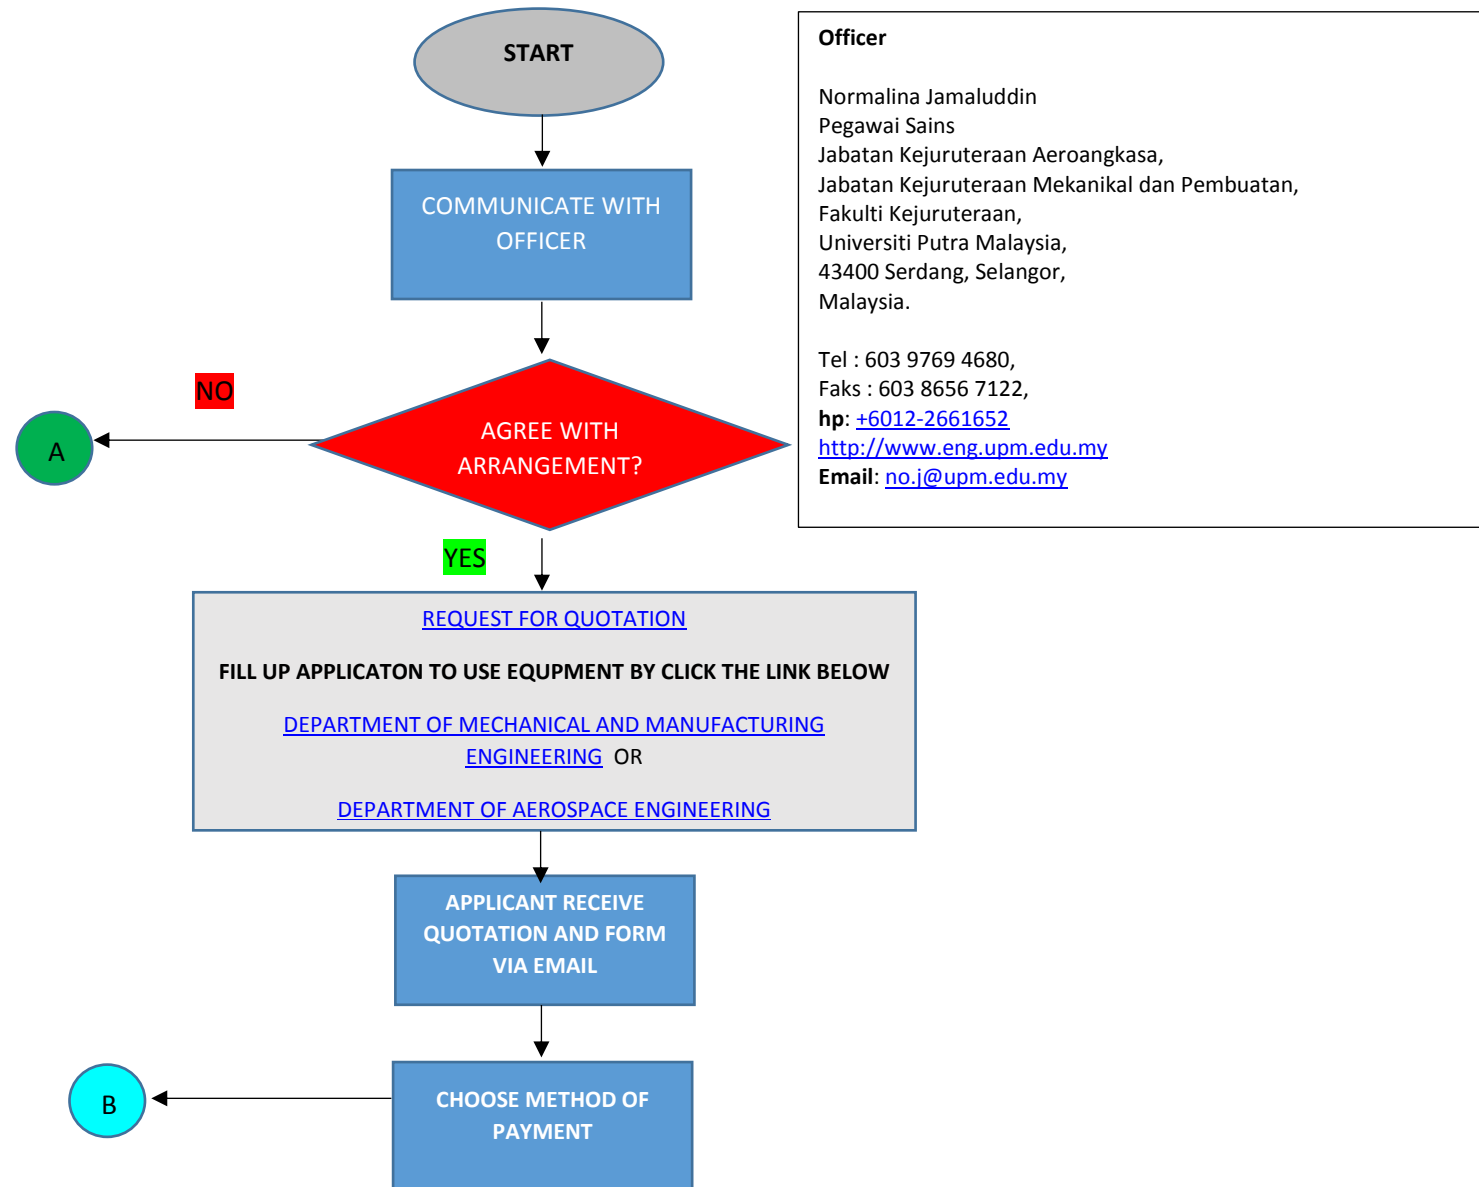 START
COMMUNICATE WITH
OFFICER
AGREE WITH
ARRANGEMENT?
NO
A
YES
REQUEST FOR QUOTATION
FILL UP APPLICATON TO USE EQUPMENT BY CLICK THE LINK BELOW
DEPARTMENT OF MECHANICAL AND MANUFACTURING
ENGINEERING OR
DEPARTMENT OF AEROSPACE ENGINEERING
APPLICANT RECEIVE
QUOTATION AND FORM
VIA EMAIL
CHOOSE METHOD OF
PAYMENT
B
Officer
Normalina Jamaluddin
Pegawai Sains
Jabatan Kejuruteraan Aeroangkasa,
Jabatan Kejuruteraan Mekanikal dan Pembuatan,
Fakulti Kejuruteraan,
Universiti Putra Malaysia,
43400 Serdang, Selangor,
Malaysia.
Tel : 603 9769 4680,
Faks : 603 8656 7122,
hp: +6012-2661652
http://www.eng.upm.edu.my
Email: no.j@upm.edu.my